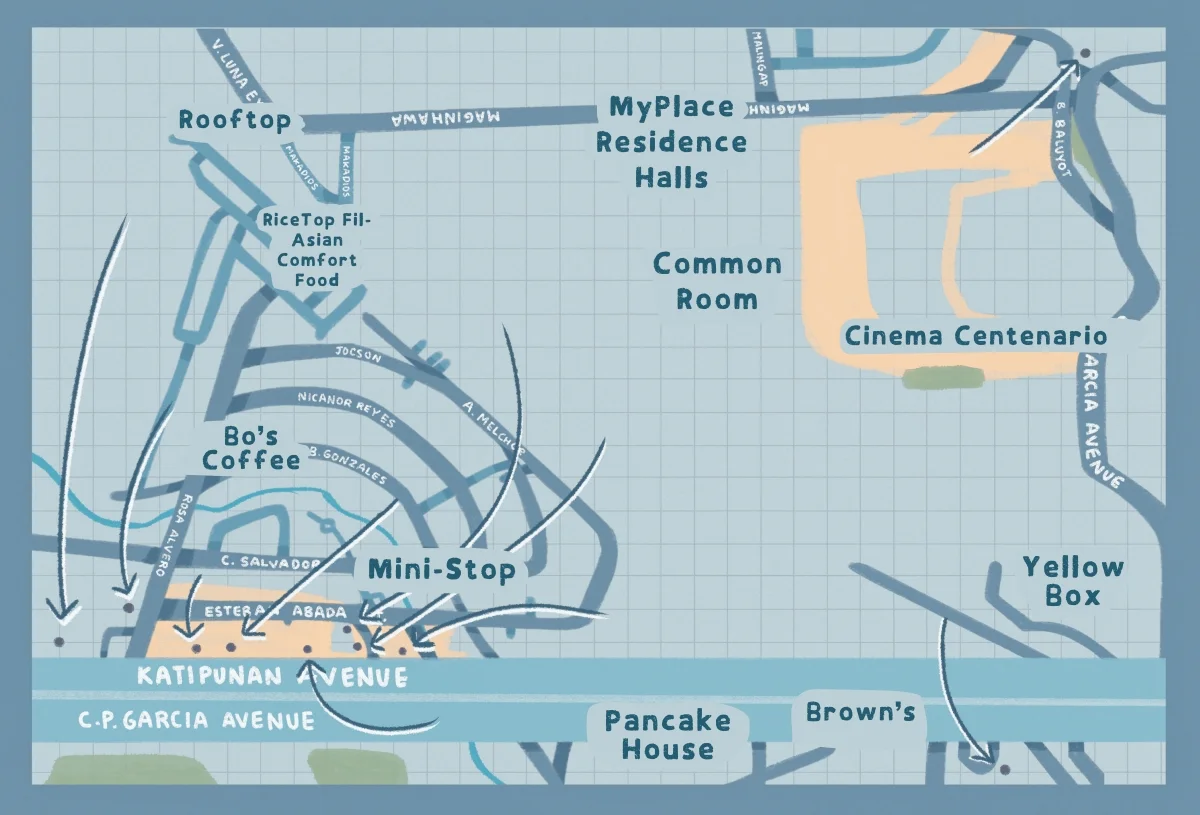 V. LUNA E
MALINGAP
Rooftop
MAGINHAWA
MyPlace
Residence
Halls
MAGINH
B. BALUYOT
MAKADIOS
MAKADIOS
RiceTop Fil-
Asian
Comfort
Food
Common
Room
Cinema Centenario
JOCSON
NICANOR REYES
A. MELCHOR
B. GONZALES
ARCIA AVENUE
Bo's
Coffee
ROSA ALVERO
C. SALVADOR
Mini-Stop
ESTERAN ABADA
Yellow
Box
KATIPUNAN AVENUE
C.P. GARCIA AVENUE
Pancake
House
Brown's